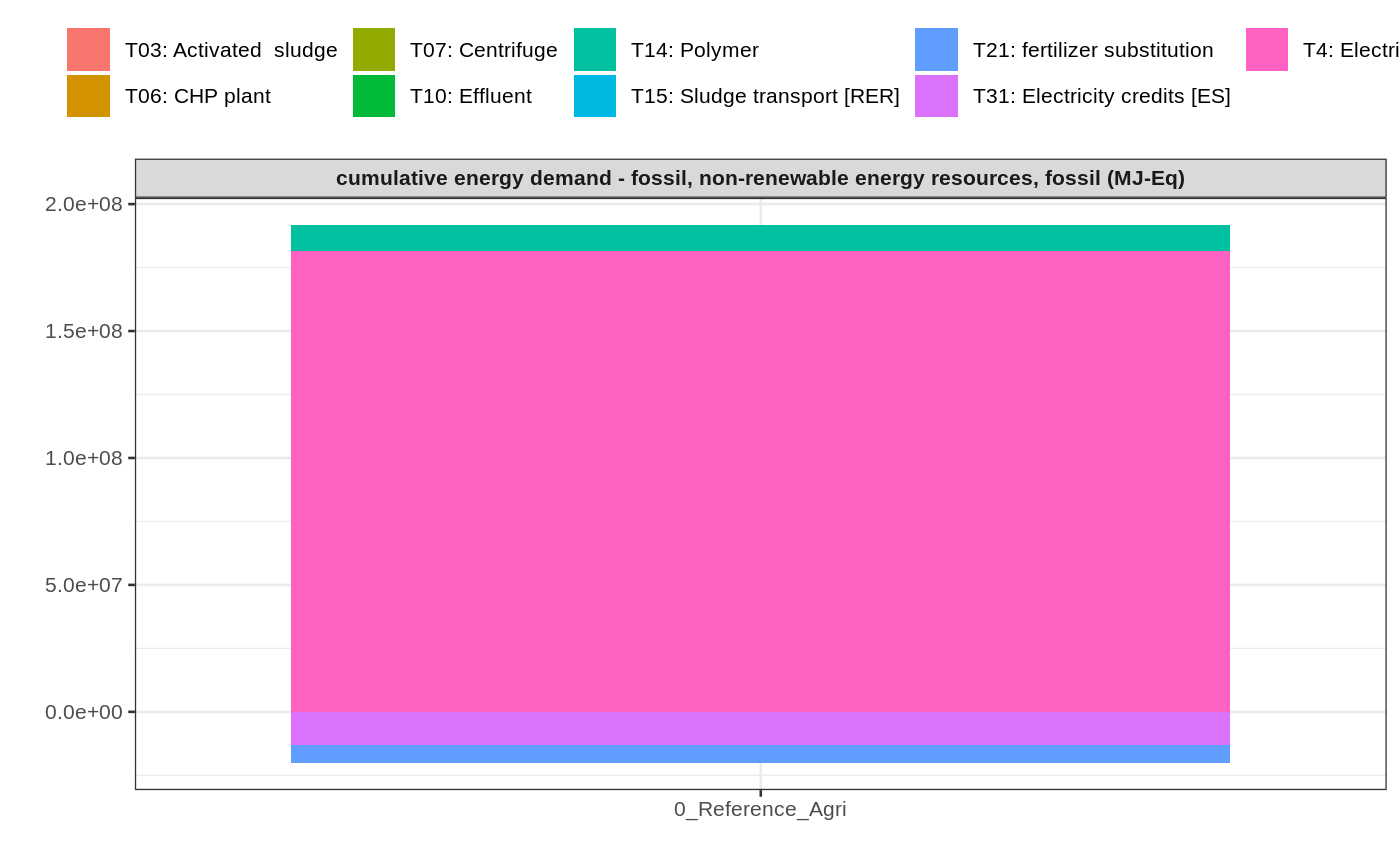 T03: Activated  sludge T07: Centrifuge T14: Polymer T21: fertilizer substitution T4: Electri
T06: CHP plant T10: Effluent T15: Sludge transport [RER] T31: Electricity credits [ES]
cumulative energy demand - fossil, non-renewable energy resources, fossil (MJ-Eq)
2.0e+08
1.5e+08
1.0e+08
5.0e+07
0.0e+00
0_Reference_Agri